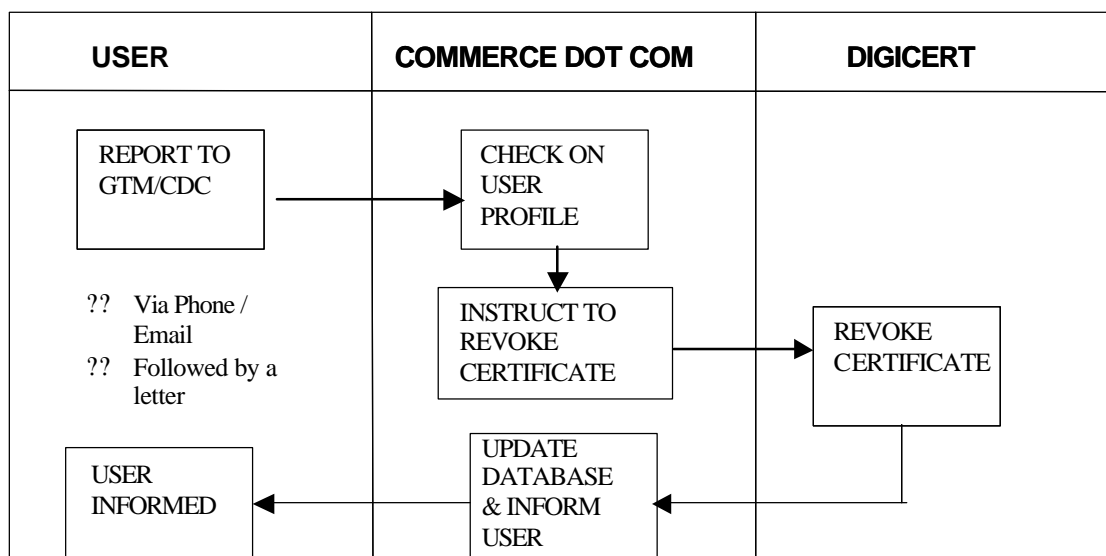 USER
COMMERCE DOT COM
DIGICERT
REPORT TO
GTM/CDC
CHECK ON
USER
PROFILE
?? Via Phone /
Email
?? Followed by a
letter
INSTRUCT TO
REVOKE
CERTIFICATE
REVOKE
CERTIFICATE
UPDATE
DATABASE
& INFORM
USER
USER
INFORMED